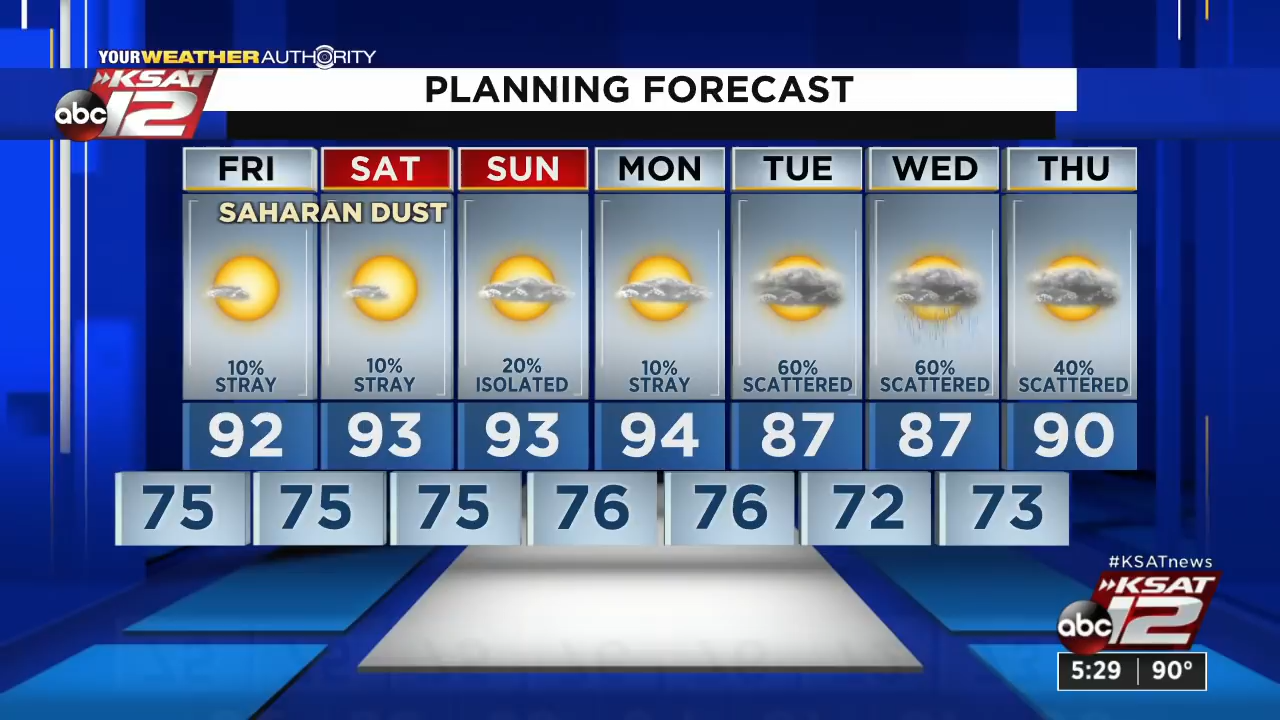 YOURWEATHERAUTHORITY
KSAT
abc 12
PLANNING FORECAST
FRI SAT SUN MON TUE WED THU
SAHARAN DUST
10% 10% 20% 10% 60% 60% 40%
STRAY STRAY ISOLATED STRAY SCATTERED SCATTERED SCATTERED
92 93 93 94 87 87 90
75 75 75 76 76 72 73
#KSATnews
KSAT
abc 12
5:29 90°